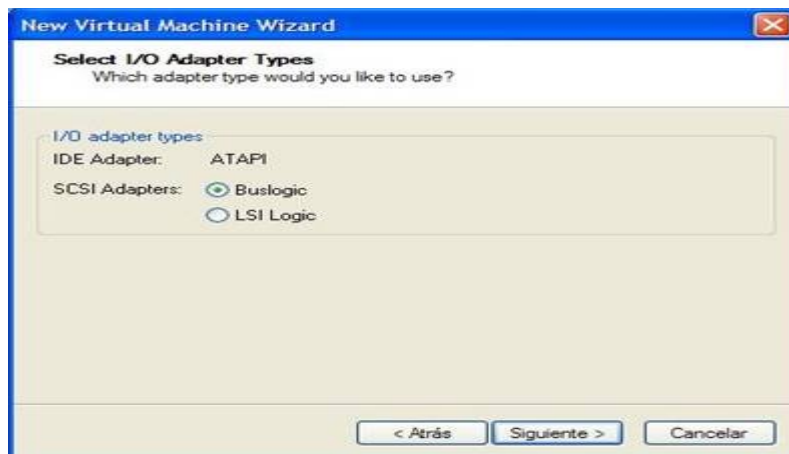 New Virtual Machine Wizard
Select I/O Adapter Types
Which adapter type would you like to use?
I/O adapter types
IDE Adapter: ATAPI
SCSI Adapters: Buslogic
LSI Logic
< Atrás Siguiente > Cancelar